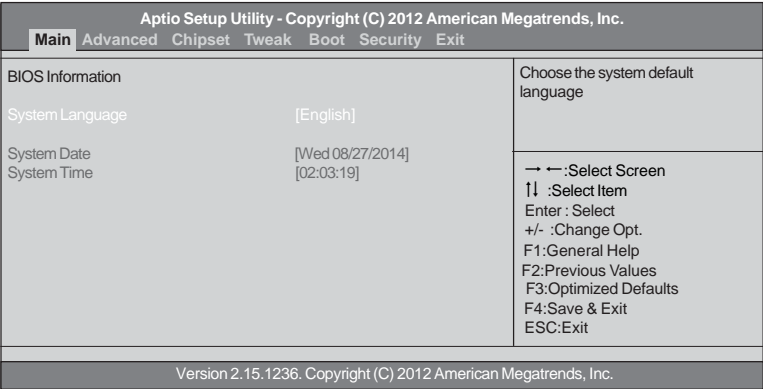 Aptio Setup Utility - Copyright (C) 2012 American Megatrends, Inc.
Main Advanced Chipset Tweak Boot Security Exit
BIOS Information
System Language [English]
System Date [Wed 08/27/2014]
System Time [02:03:19]
Choose the system default
language
→ ←:Select Screen
↑↓ :Select Item
Enter : Select
+/- :Change Opt.
F1:General Help
F2:Previous Values
F3:Optimized Defaults
F4:Save & Exit
ESC:Exit
Version 2.15.1236. Copyright (C) 2012 American Megatrends, Inc.